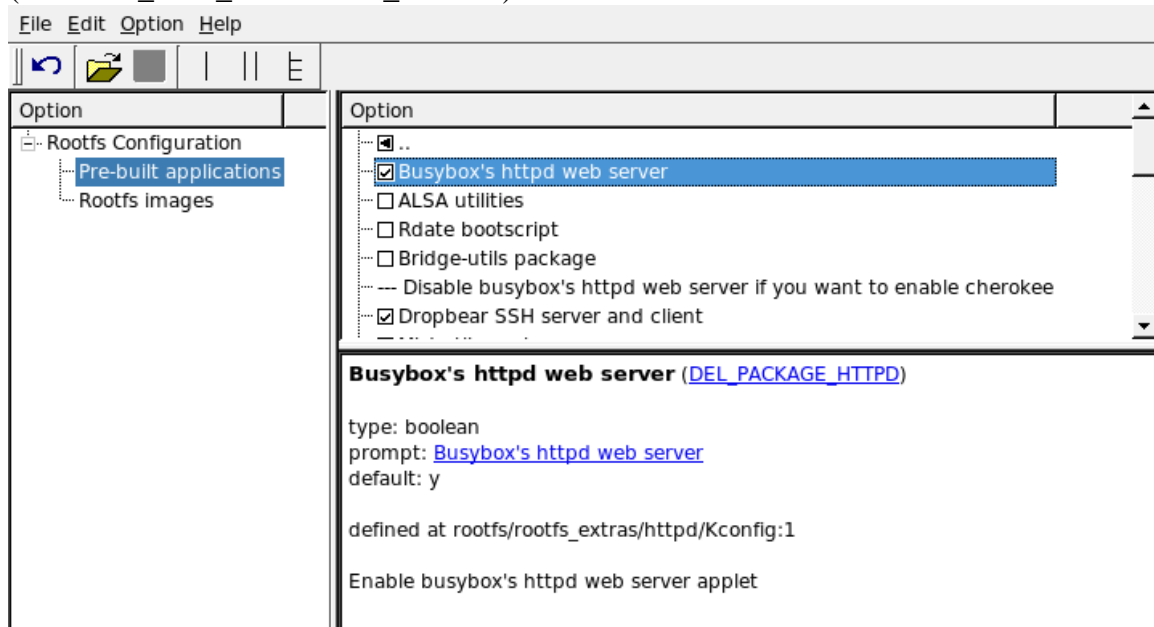 File Edit Option Help
Option
Rootfs Configuration
Pre-built applications
Rootfs images
Option
..
Busybox's httpd web server
ALSA utilities
Rdate bootscript
Bridge-utils package
--- Disable busybox's httpd web server if you want to enable cherokee
Dropbear SSH server and client
Busybox's httpd web server (DEL_PACKAGE_HTTPD)
type: boolean
prompt: Busybox's httpd web server
default: y
defined at rootfs/rootfs_extras/httpd/Kconfig:1
Enable busybox's httpd web server applet